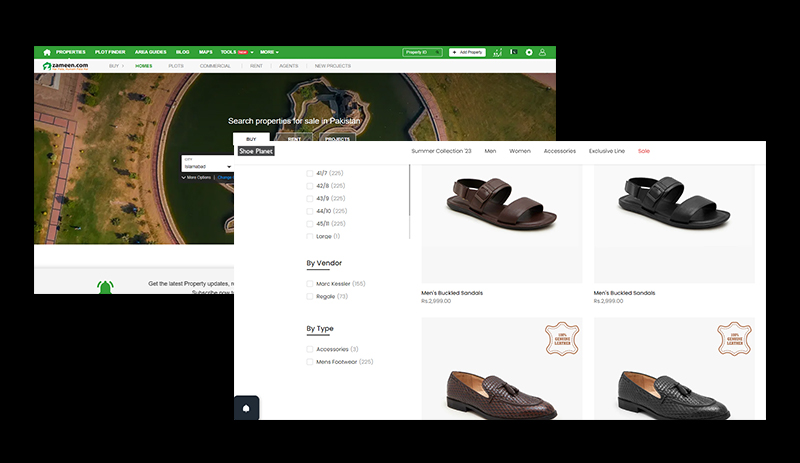 PROPERTIES PLOT FINDER AREA GUIDES BLOG MAPS TOOLS NEW MORE Property ID + Add Property
zameen.com BUY HOMES PLOTS COMMERCIAL RENT AGENTS NEW PROJECTS
Search properties for sale in Pakistan
BUY RENT PROJECTS
CITY
Islamabad
More Options
Get the latest Property updates,
Subscribe now
Shoe Planet Summer Collection '23 Men Women Accessories Exclusive Line Sale
41/7 (225)
42/8 (225)
43/9 (225)
44/10 (225)
45/11 (225)
Large (1)
By Vendor
Marc Kessler (155)
Regale (73)
By Type
Accessories (3)
Mens Footwear (225)
Men's Buckled Sandals
Rs.2,999.00
Men's Buckled Sandals
Rs.2,999.00
100%
GENUINE
LEATHER
100%
GENUINE
LEATHER